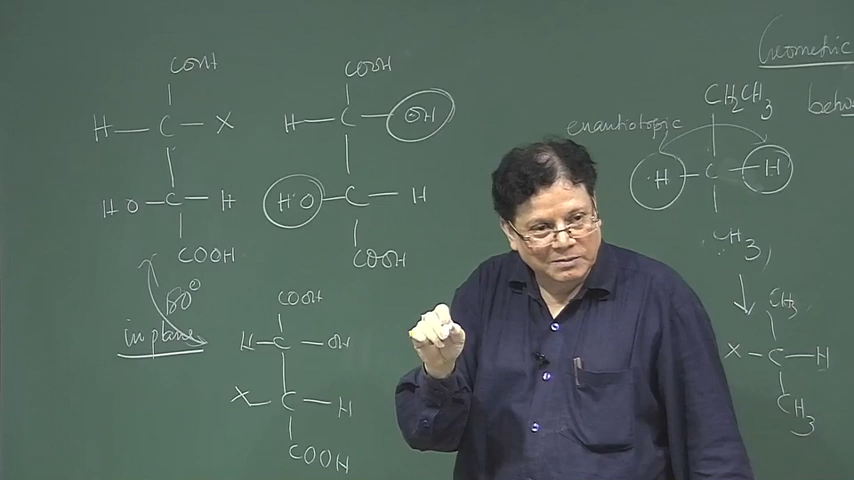 COOH
H — C — X
HO — C — H
COOH
180°
in plane
COOH
H — C — OH
HO — C — H
COOH
COOH
H — C — OH
X — C — H
COOH
Geometric
CH2CH3
enantiotopic
H — C — H
CH3,
CH3
X — C — H
CH3